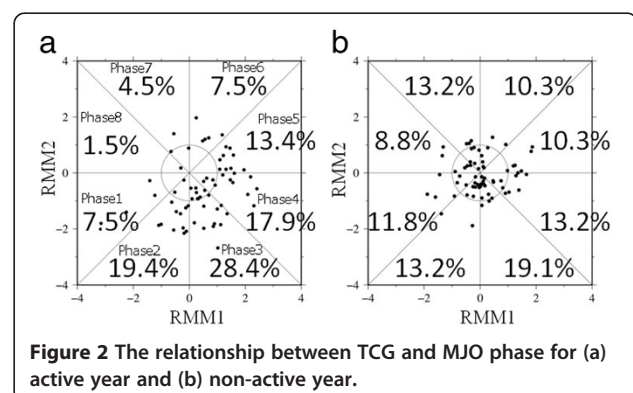 a
b
4
Phase7
Phase6
4.5%
7.5%
2
Phase8
Phase5
1.5%
13.4%
RMM2
0
Phase1
Phase4
7.5%
17.9%
-2
Phase2
Phase3
19.4%
28.4%
-4
-4 -2 0 2 4
RMM1
4
13.2%
10.3%
2
8.8%
10.3%
RMM2
0
11.8%
13.2%
-2
13.2%
19.1%
-4
-4 -2 0 2 4
RMM1
Figure 2 The relationship between TCG and MJO phase for (a)
active year and (b) non-active year.